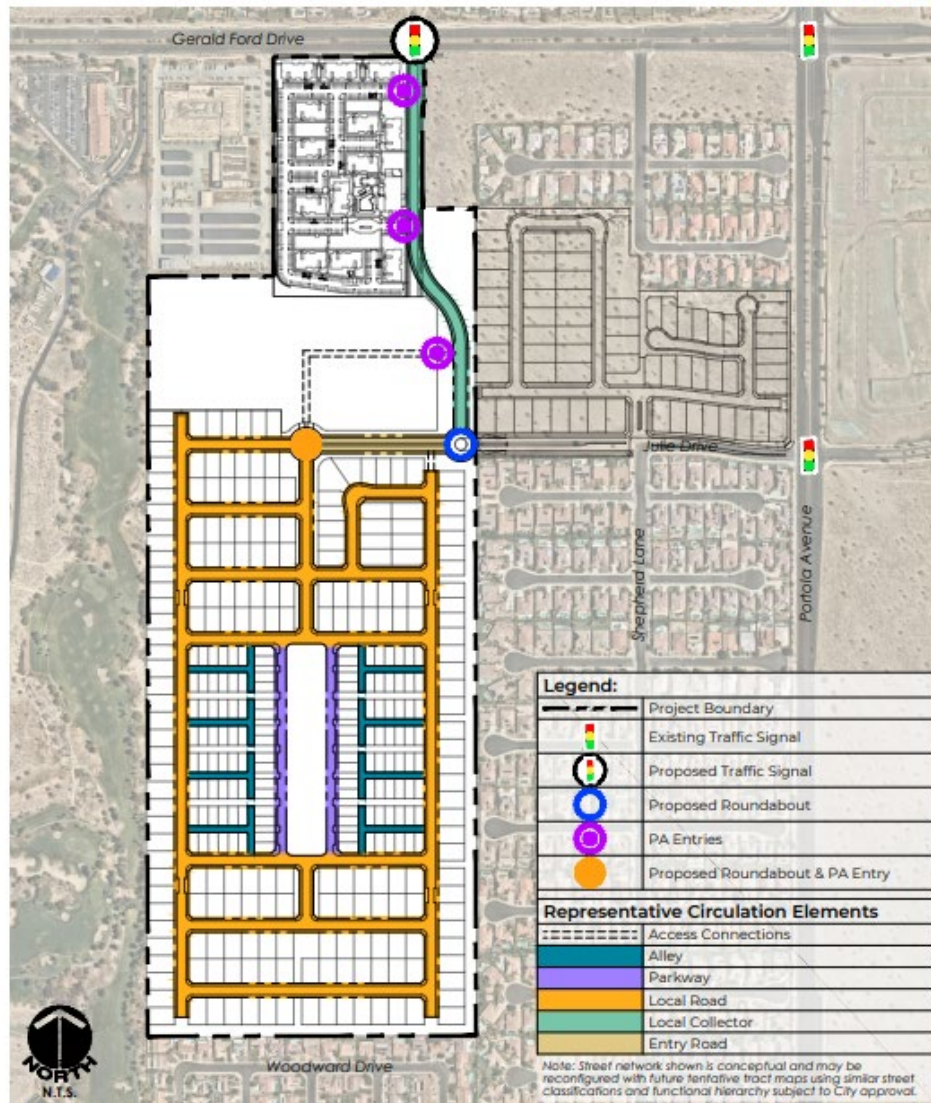 Gerald Ford Drive
Julie Drive
Portola Avenue
Shepherd Lane
Legend:
Project Boundary
Existing Traffic Signal
Proposed Traffic Signal
Proposed Roundabout
PA Entries
Proposed Roundabout & PA Entry
Representative Circulation Elements
Access Connections
Alley
Parkway
Local Road
Local Collector
Entry Road
NORTH
N.T.S.
Woodward Drive
Note: Street network shown is conceptual and may be
reconfigured with future tentative tract maps using similar street
classifications and functional hierarchy subject to City approval.